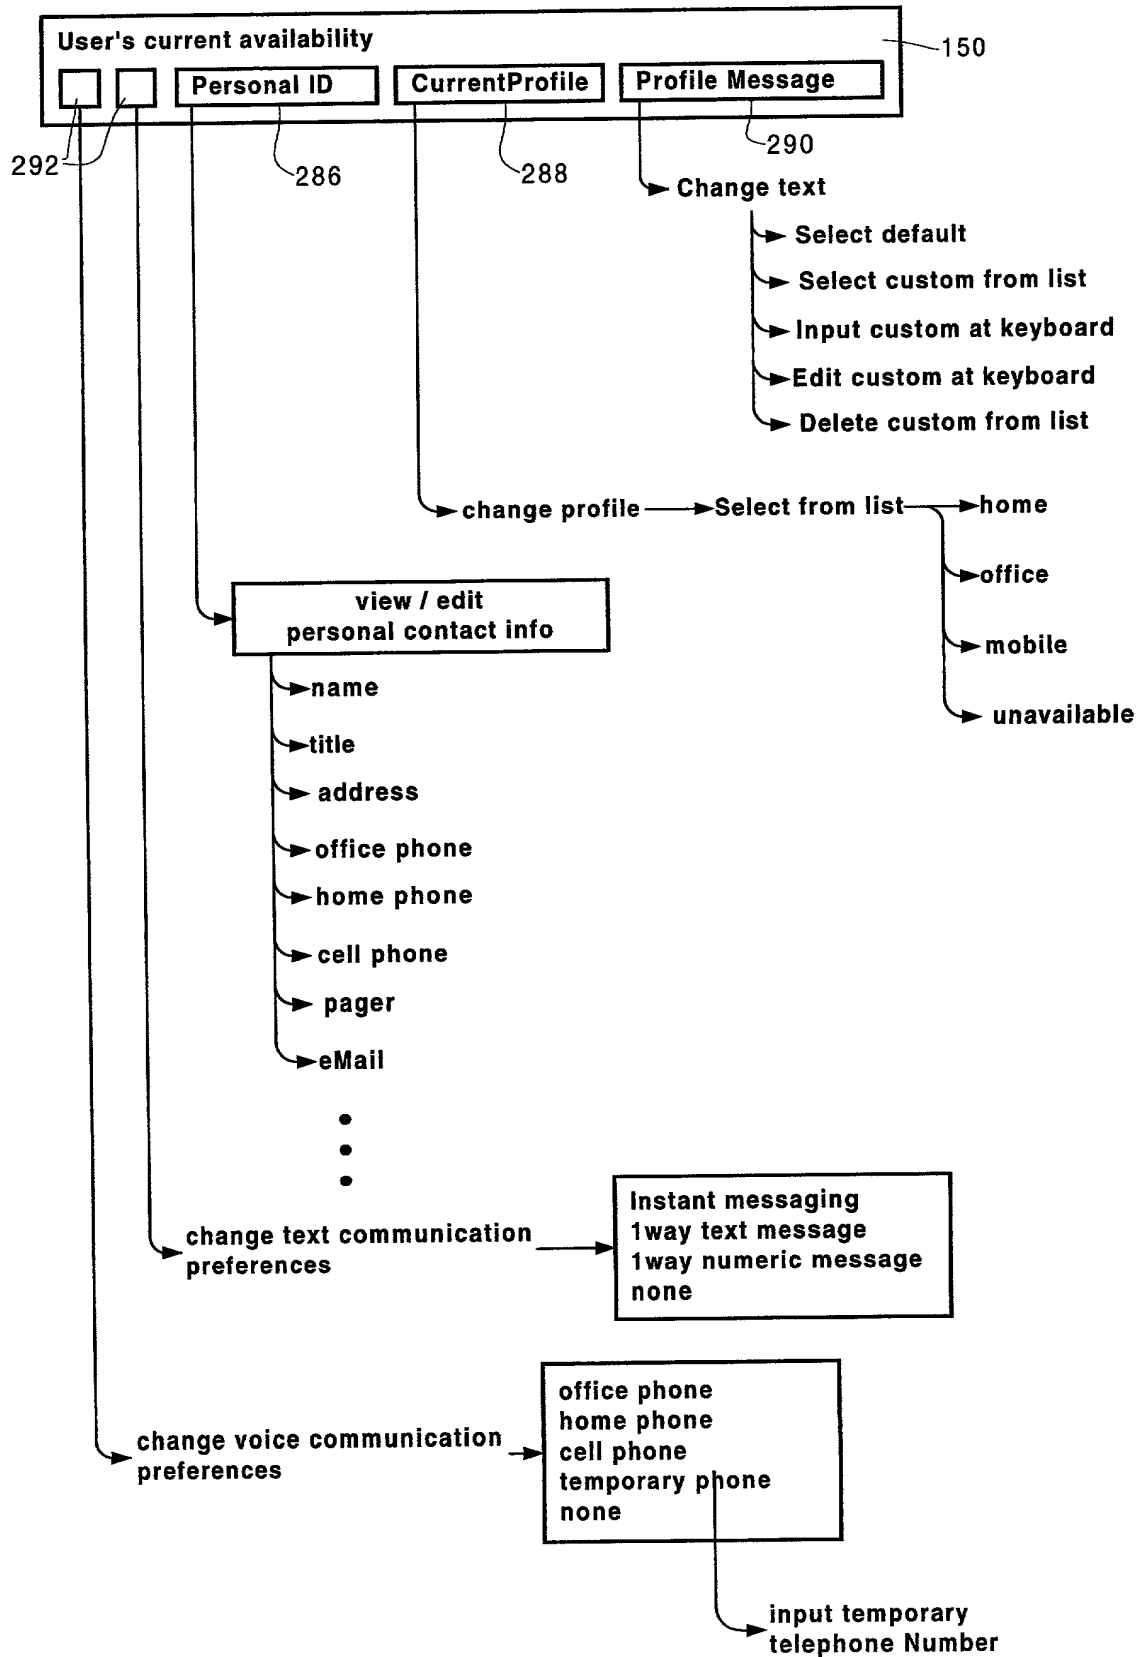 User's current availability
150
Personal ID
CurrentProfile
Profile Message
292
286
288
290
Change text
Select default
Select custom from list
Input custom at keyboard
Edit custom at keyboard
Delete custom from list
change profile
Select from list
home
office
mobile
unavailable
view / edit
personal contact info
name
title
address
office phone
home phone
cell phone
pager
eMail
change text communication
preferences
Instant messaging
1way text message
1way numeric message
none
change voice communication
preferences
office phone
home phone
cell phone
temporary phone
none
input temporary
telephone Number